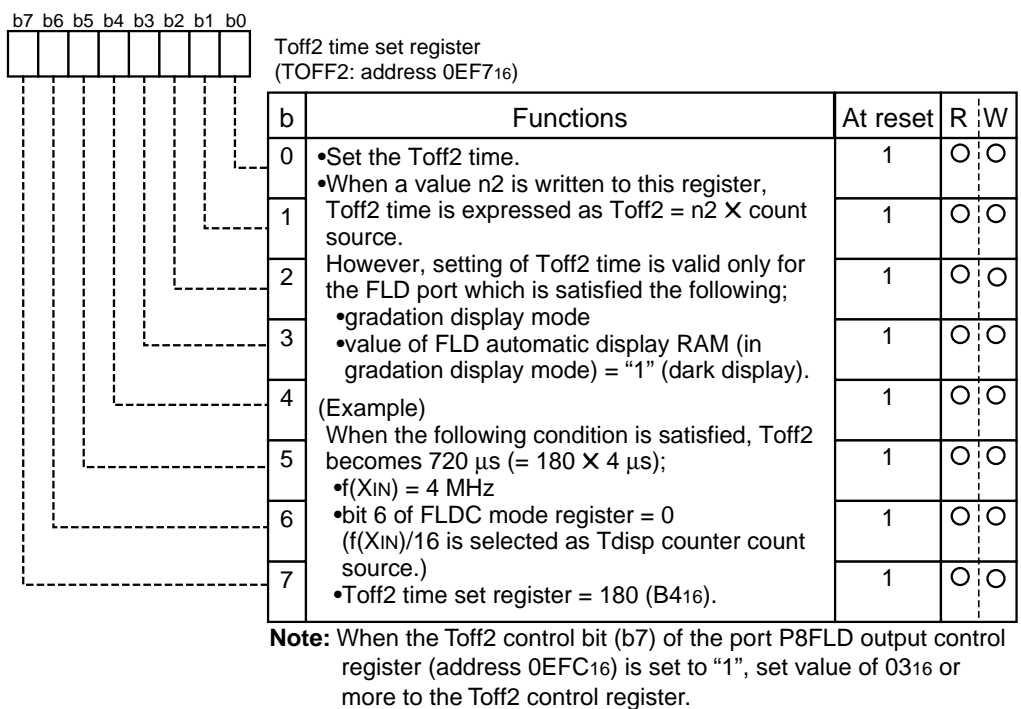 b7 b6 b5 b4 b3 b2 b1 b0
Toff2 time set register
(TOFF2: address 0EF716)
b Functions At reset R W
0 •Set the Toff2 time. 1 O O
•When a value n2 is written to this register,
1 Toff2 time is expressed as Toff2 = n2 X count 1 O O
source.
2 However, setting of Toff2 time is valid only for 1 O O
the FLD port which is satisfied the following;
•gradation display mode
3 •value of FLD automatic display RAM (in 1 O O
gradation display mode) = “1” (dark display).
4 (Example) 1 O O
When the following condition is satisfied, Toff2
5 becomes 720 μs (= 180 X 4 μs); 1 O O
•f(XIN) = 4 MHz
6 •bit 6 of FLDC mode register = 0 1 O O
(f(XIN)/16 is selected as Tdisp counter count
7 source.) 1 O O
•Toff2 time set register = 180 (B416).
Note: When the Toff2 control bit (b7) of the port P8FLD output control
register (address 0EFC16) is set to “1”, set value of 0316 or
more to the Toff2 control register.